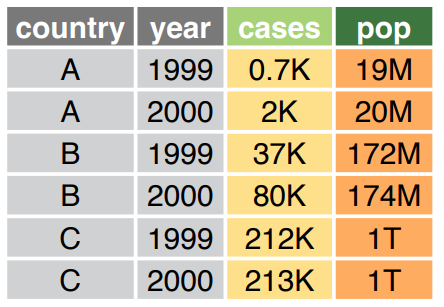 country year cases pop
A 1999 0.7K 19M
A 2000 2K 20M
B 1999 37K 172M
B 2000 80K 174M
C 1999 212K 1T
C 2000 213K 1T